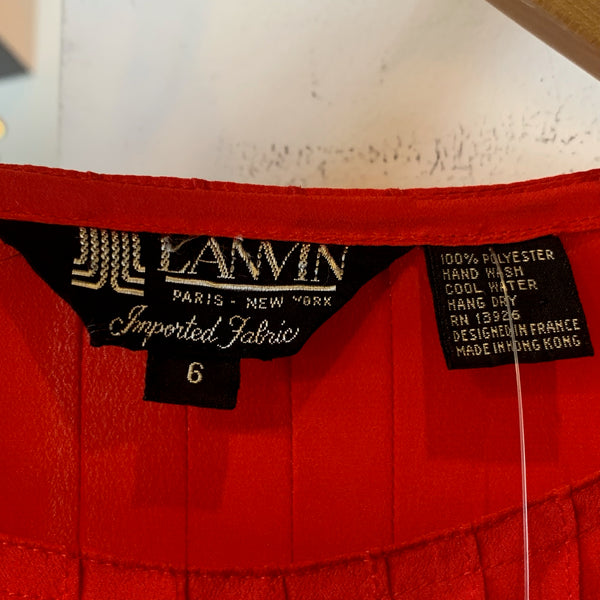 LANVIN
PARIS - NEW YORK
Imported Fabric
6
100% POLYESTER
HAND WASH
COOL WATER
HANG DRY
RN 13926
DESIGNED IN FRANCE
MADE IN HONG KONG